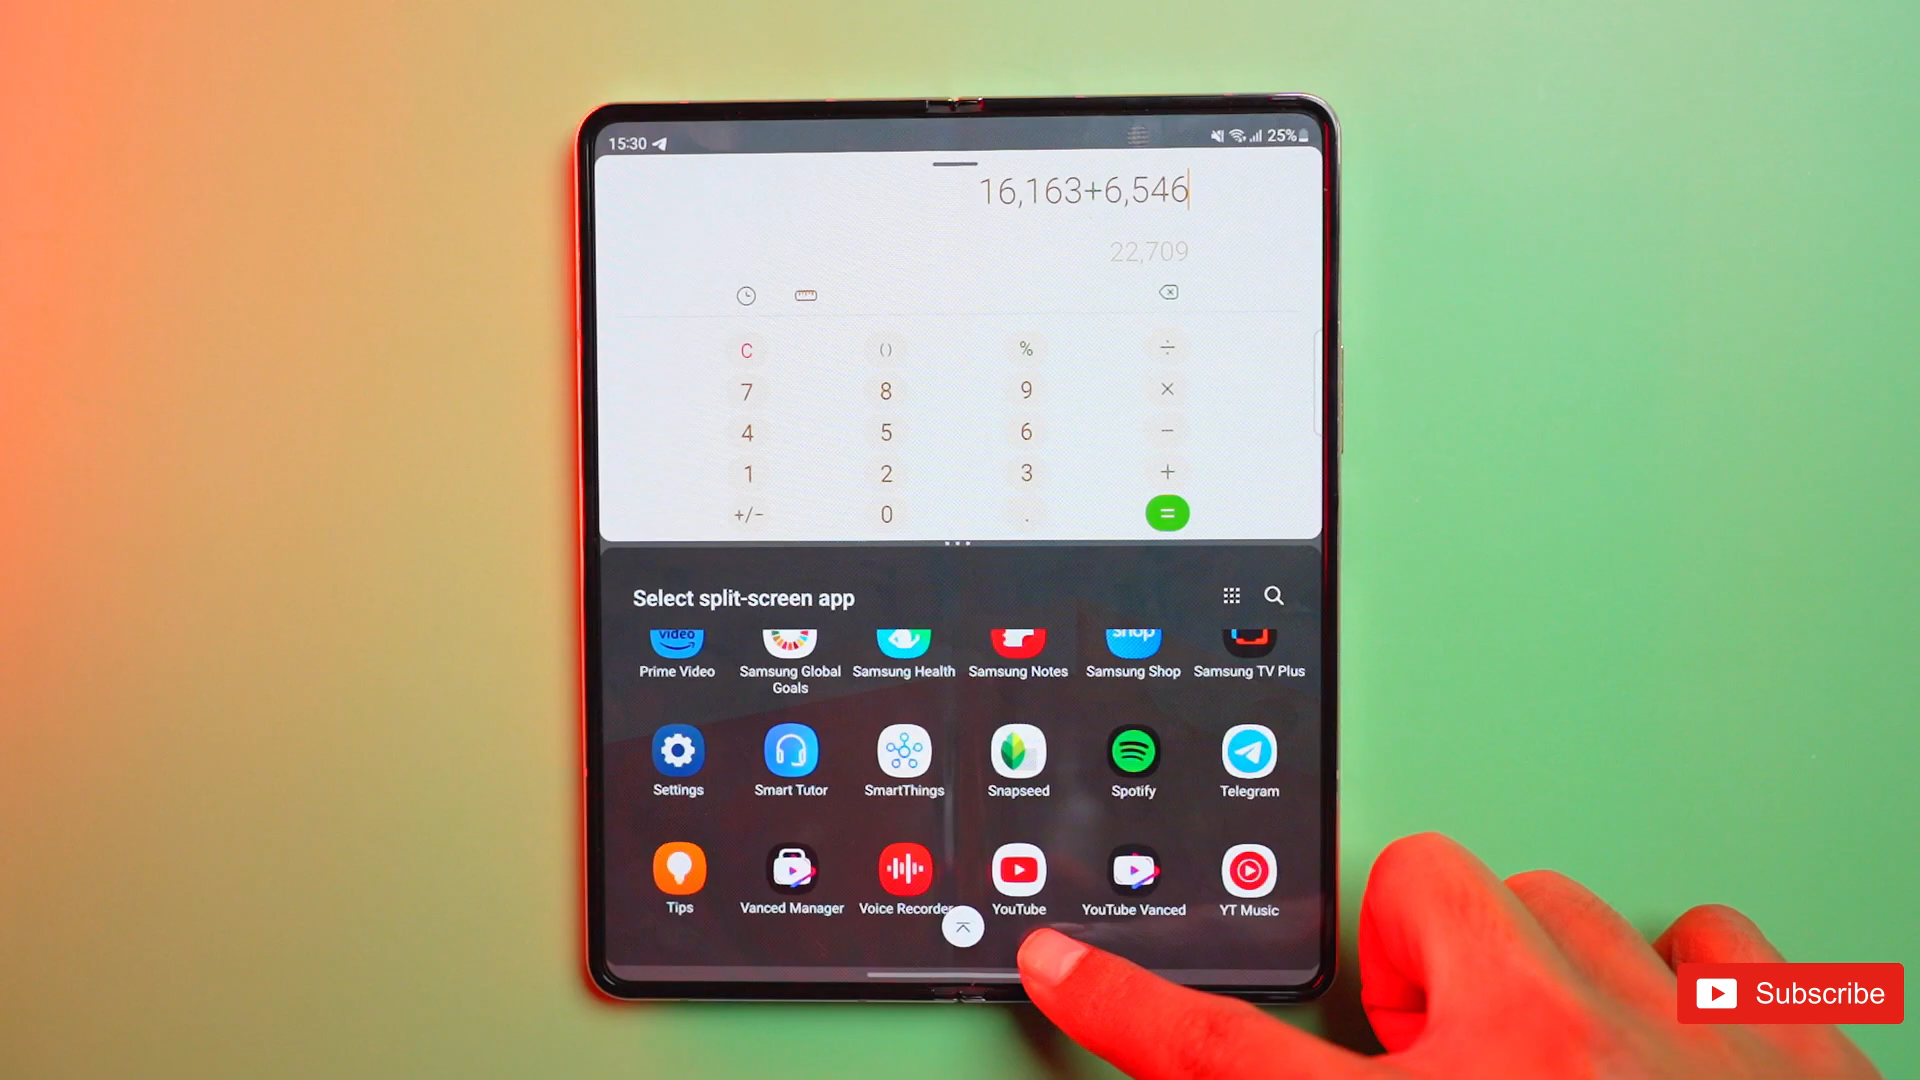 15:30
25%
16,163+6,546
22,709
C
()
%
÷
7
8
9
×
4
5
6
−
1
2
3
+
+/−
0
.
=
Select split-screen app
video
shop
Prime Video
Samsung Global Goals
Samsung Health
Samsung Notes
Samsung Shop
Samsung TV Plus
Settings
Smart Tutor
SmartThings
Snapseed
Spotify
Telegram
Tips
Vanced Manager
Voice Recorder
YouTube
YouTube Vanced
YT Music
Subscribe